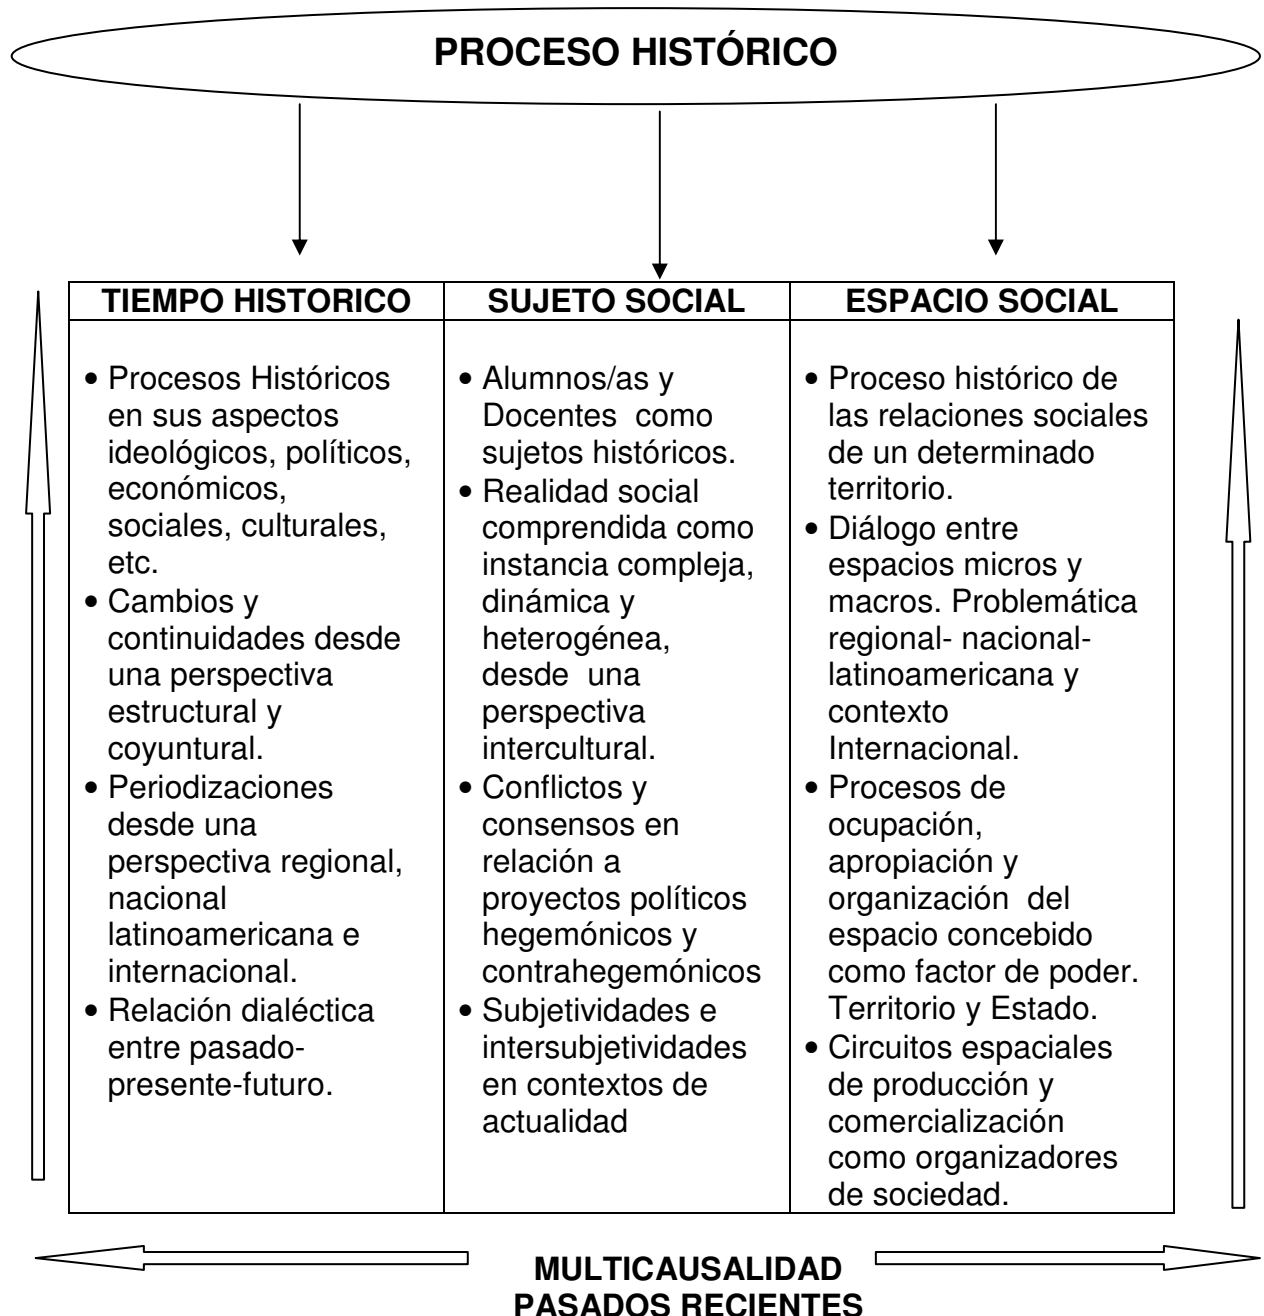 PROCESO HISTÓRICO
TIEMPO HISTORICO
• Procesos Históricos
en sus aspectos
ideológicos, políticos,
económicos,
sociales, culturales,
etc.
• Cambios y
continuidades desde
una perspectiva
estructural y
coyuntural.
• Periodizaciones
desde una
perspectiva regional,
nacional
latinoamericana e
internacional.
• Relación dialéctica
entre pasado-
presente-futuro.
SUJETO SOCIAL
• Alumnos/as y
Docentes como
sujetos históricos.
• Realidad social
comprendida como
instancia compleja,
dinámica y
heterogénea,
desde una
perspectiva
intercultural.
• Conflictos y
consensos en
relación a
proyectos políticos
hegemónicos y
contrahegemónicos
• Subjetividades e
intersubjetividades
en contextos de
actualidad
ESPACIO SOCIAL
• Proceso histórico de
las relaciones sociales
de un determinado
territorio.
• Diálogo entre
espacios micros y
macros. Problemática
regional- nacional-
latinoamericana y
contexto
Internacional.
• Procesos de
ocupación,
apropiación y
organización del
espacio concebido
como factor de poder.
Territorio y Estado.
• Circuitos espaciales
de producción y
comercialización
como organizadores
de sociedad.
MULTICAUSALIDAD
PASADOS RECIENTES